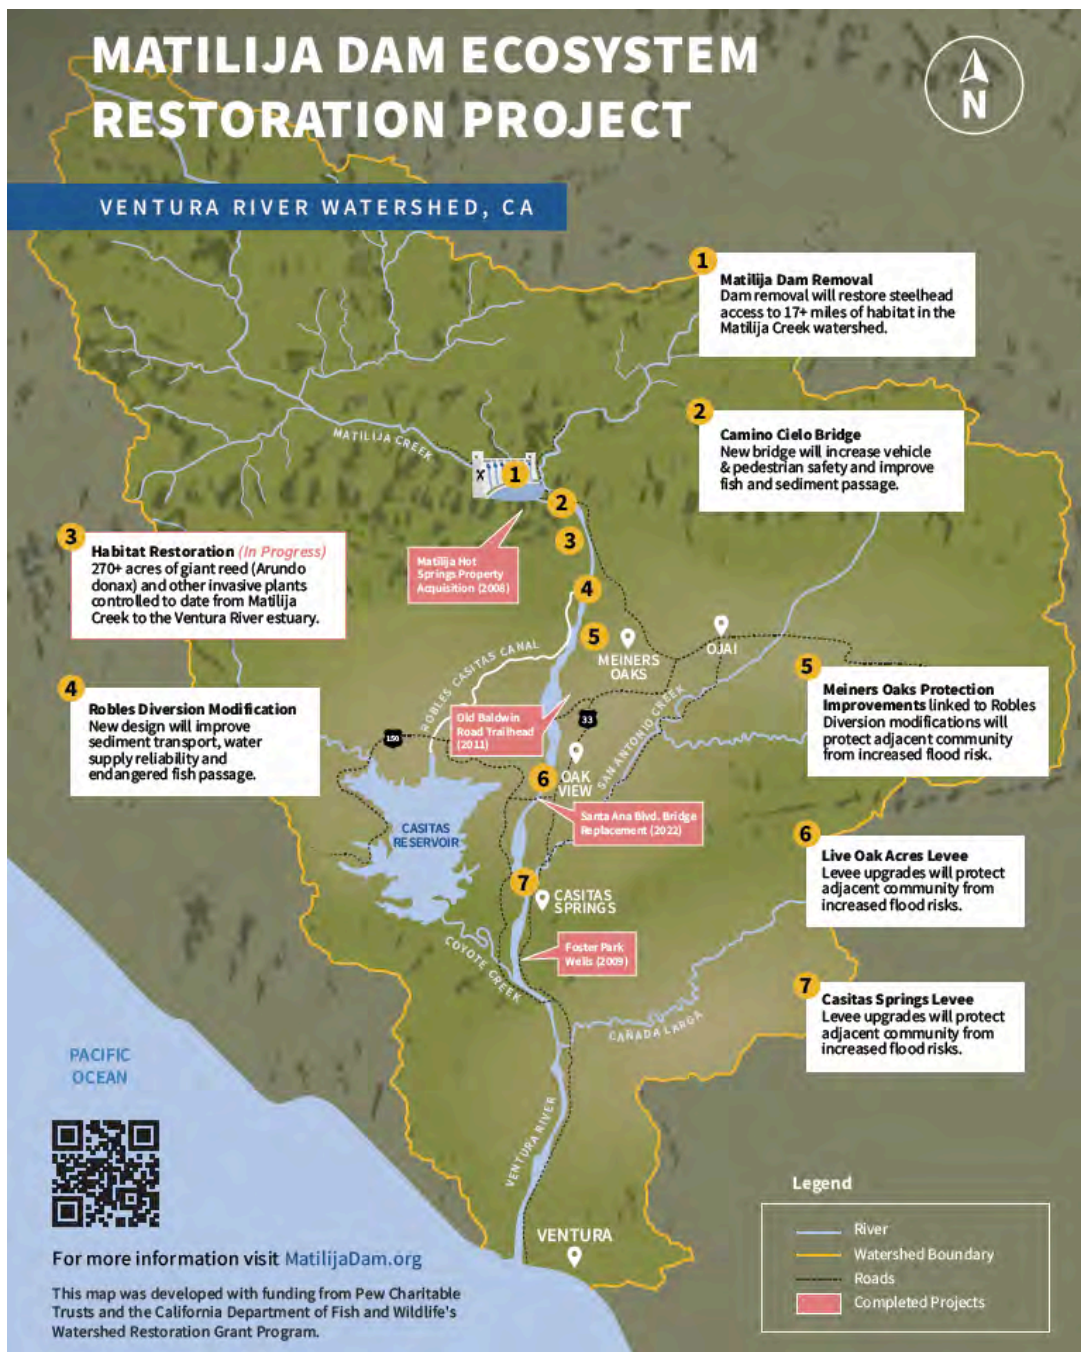 MATILIJA DAM ECOSYSTEM
RESTORATION PROJECT
N
VENTURA RIVER WATERSHED, CA
1
Matilija Dam Removal
Dam removal will restore steelhead
access to 17+ miles of habitat in the
Matilija Creek watershed.
2
Camino Cielo Bridge
New bridge will increase vehicle
& pedestrian safety and improve
fish and sediment passage.
MATILIJA CREEK
1
2
3
4
5
3
Habitat Restoration (In Progress)
270+ acres of giant reed (Arundo
donax) and other invasive plants
controlled to date from Matilija
Creek to the Ventura River estuary.
Matilija Hot
Springs Property
Acquisition (2008)
MEINERS
OAKS
OJAI
ROBLES CASITAS CANAL
4
Robles Diversion Modification
New design will improve
sediment transport, water
supply reliability and
endangered fish passage.
5
Meiners Oaks Protection
Improvements linked to Robles
Diversion modifications will
protect adjacent community
from increased flood risk.
Old Baldwin
Road Trailhead
(2011)
33
150
SAN ANTONIO CREEK
6
OAK
VIEW
Santa Ana Blvd. Bridge
Replacement (2022)
CASITAS
RESERVOIR
6
Live Oak Acres Levee
Levee upgrades will protect
adjacent community from
increased flood risks.
7
CASITAS
SPRINGS
COYOTE CREEK
Foster Park
Wells (2009)
7
Casitas Springs Levee
Levee upgrades will protect
adjacent community from
increased flood risks.
CAÑADA LARGA
PACIFIC
OCEAN
VENTURA RIVER
VENTURA
For more information visit MatilijaDam.org
This map was developed with funding from Pew Charitable
Trusts and the California Department of Fish and Wildlife's
Watershed Restoration Grant Program.
Legend
River
Watershed Boundary
Roads
Completed Projects